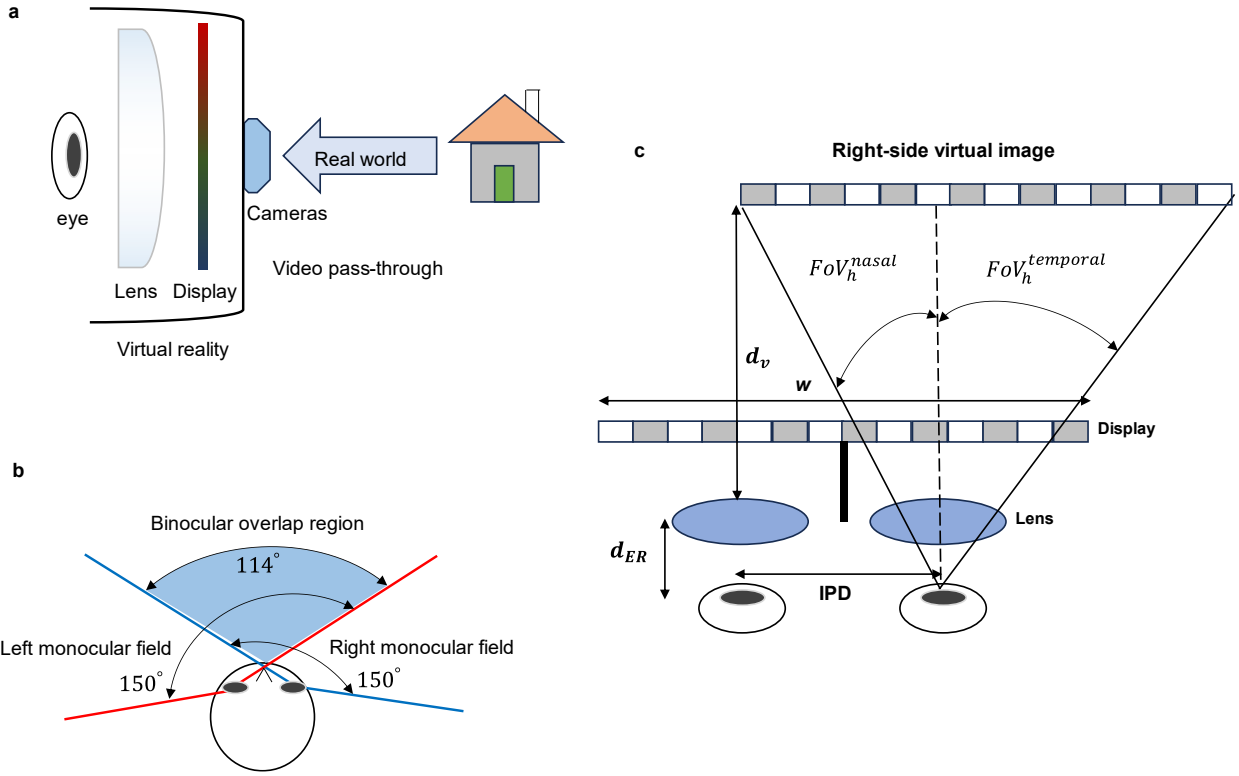 a
eye
Lens
Display
Cameras
Real world
Video pass-through
Virtual reality
b
Binocular overlap region
114°
Left monocular field
150°
Right monocular field
150°
c
Right-side virtual image
FoV_h^nasal
FoV_h^temporal
d_v
w
Display
Lens
d_ER
IPD